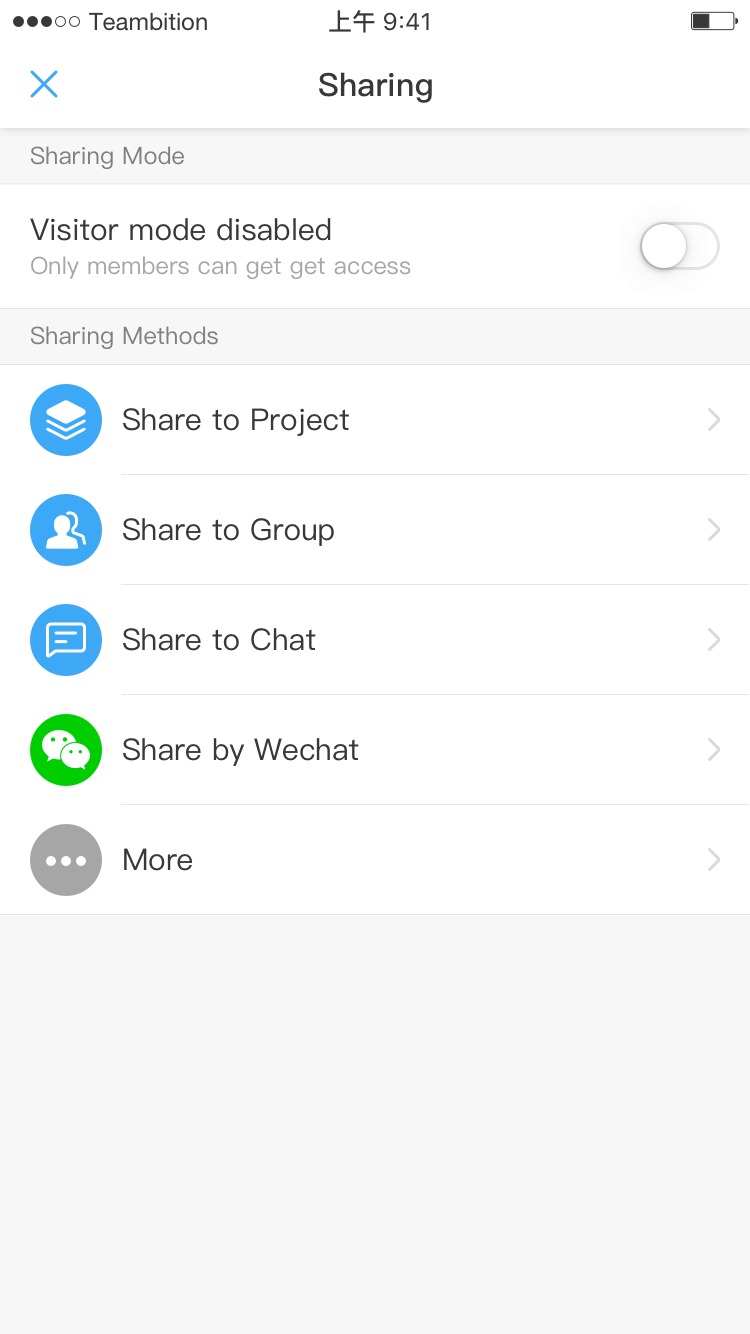 Teambition 上午 9:41
Sharing
Sharing Mode
Visitor mode disabled
Only members can get get access
Sharing Methods
Share to Project
Share to Group
Share to Chat
Share by Wechat
More